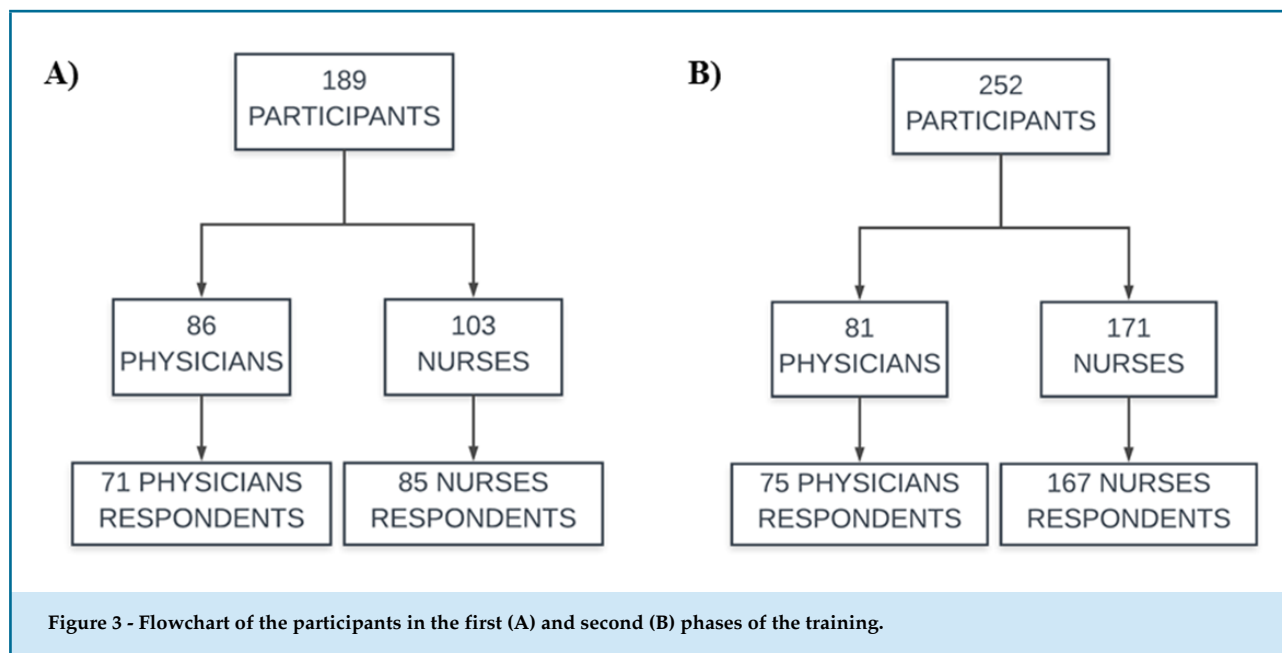 A)
189
PARTICIPANTS
86
PHYSICIANS
103
NURSES
71 PHYSICIANS
RESPONDENTS
85 NURSES
RESPONDENTS
B)
252
PARTICIPANTS
81
PHYSICIANS
171
NURSES
75 PHYSICIANS
RESPONDENTS
167 NURSES
RESPONDENTS
Figure 3 - Flowchart of the participants in the first (A) and second (B) phases of the training.